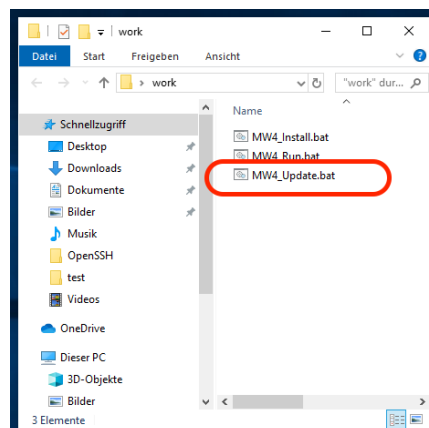 work
Datei Start Freigeben Ansicht
work "work" dur...
Name
Schnellzugriff
Desktop
Downloads
Dokumente
Bilder
Musik
OpenSSH
test
Videos
OneDrive
Dieser PC
3D-Objekte
Bilder
MW4_Install.bat
MW4_Run.bat
MW4_Update.bat
3 Elemente